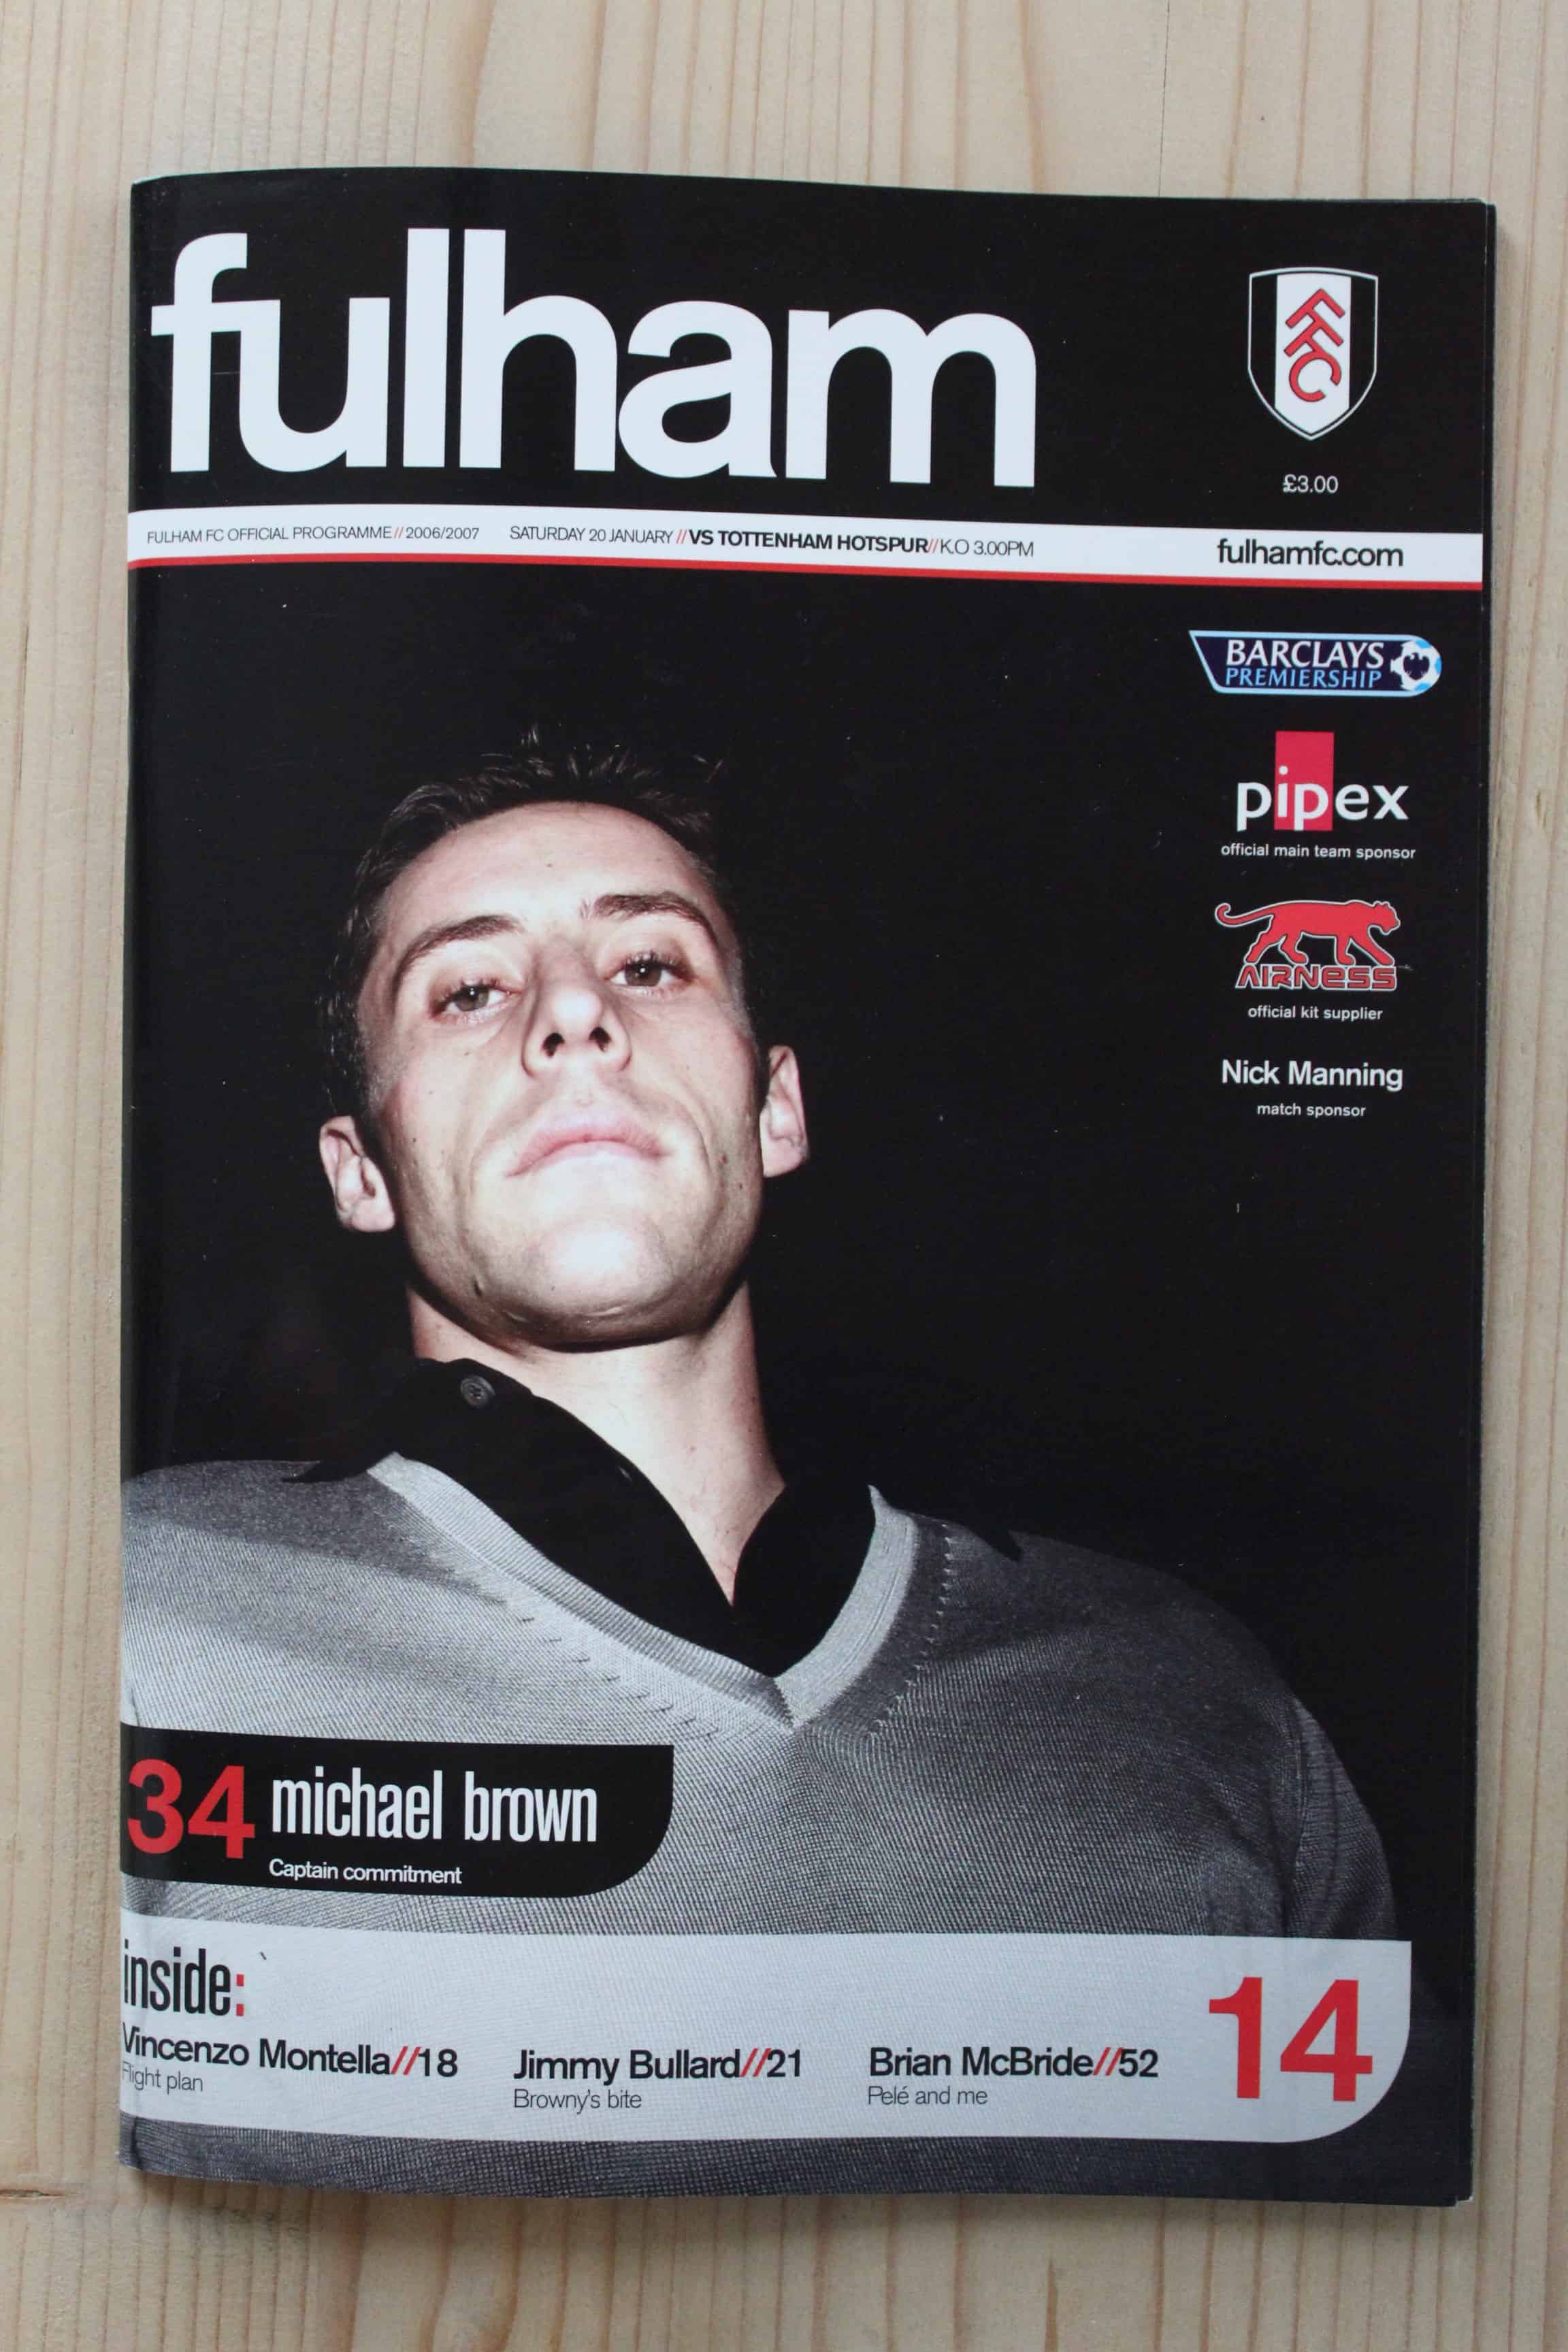 fulham
FFC
£3.00
FULHAM FC OFFICIAL PROGRAMME//2006/2007 SATURDAY 20 JANUARY//VS TOTTENHAM HOTSPUR//K.O 3.00PM
fulhamfc.com
BARCLAYS
PREMIERSHIP
pipex
official main team sponsor
AIRNESS
official kit supplier
Nick Manning
match sponsor
34 michael brown
Captain commitment
inside:
Vincenzo Montella//18
Flight plan
Jimmy Bullard//21
Browny's bite
Brian McBride//52
Pelé and me
14